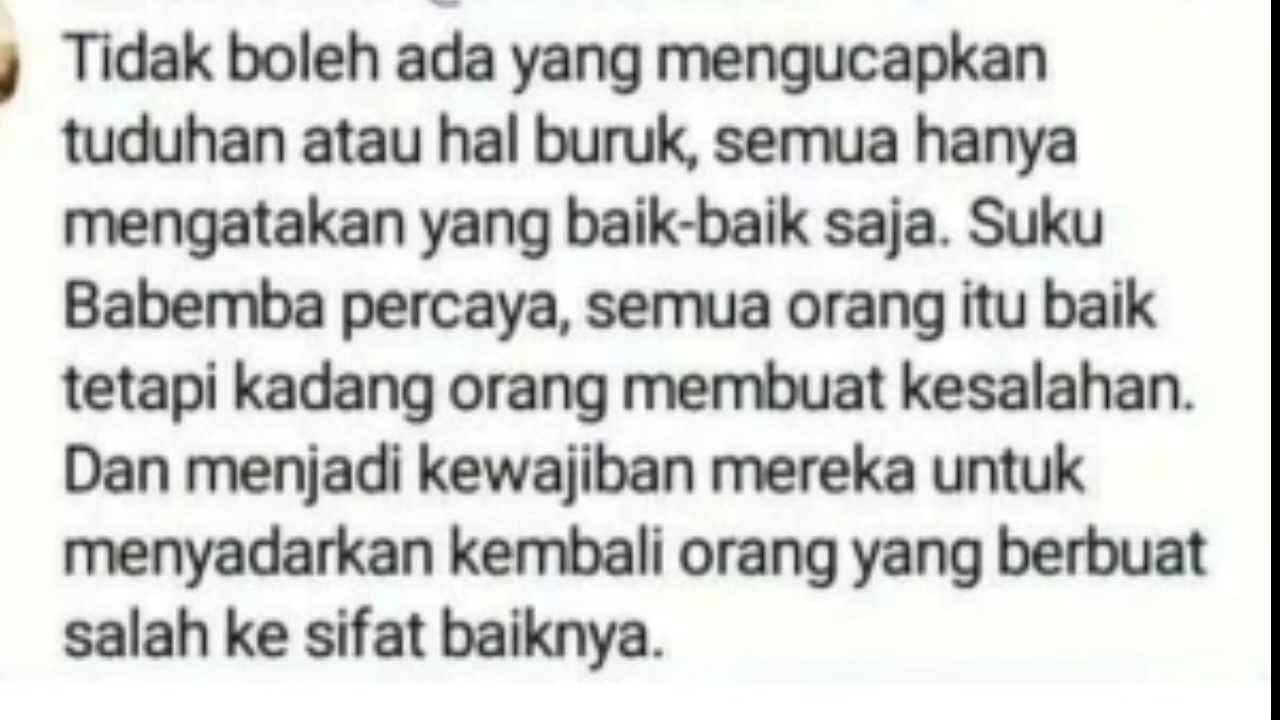 Tidak boleh ada yang mengucapkan
tuduhan atau hal buruk, semua hanya
mengatakan yang baik-baik saja. Suku
Babemba percaya, semua orang itu baik
tetapi kadang orang membuat kesalahan.
Dan menjadi kewajiban mereka untuk
menyadarkan kembali orang yang berbuat
salah ke sifat baiknya.